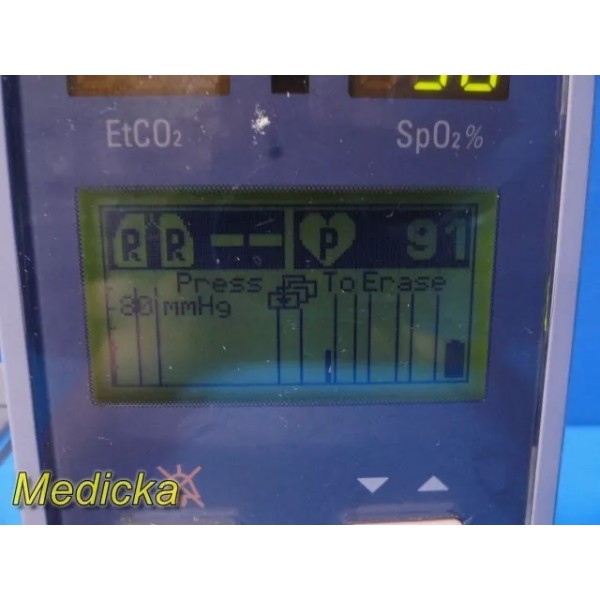 EtCO₂ SpO₂%
RR -- P 91
Press To Erase
80 mmHg
Medicka